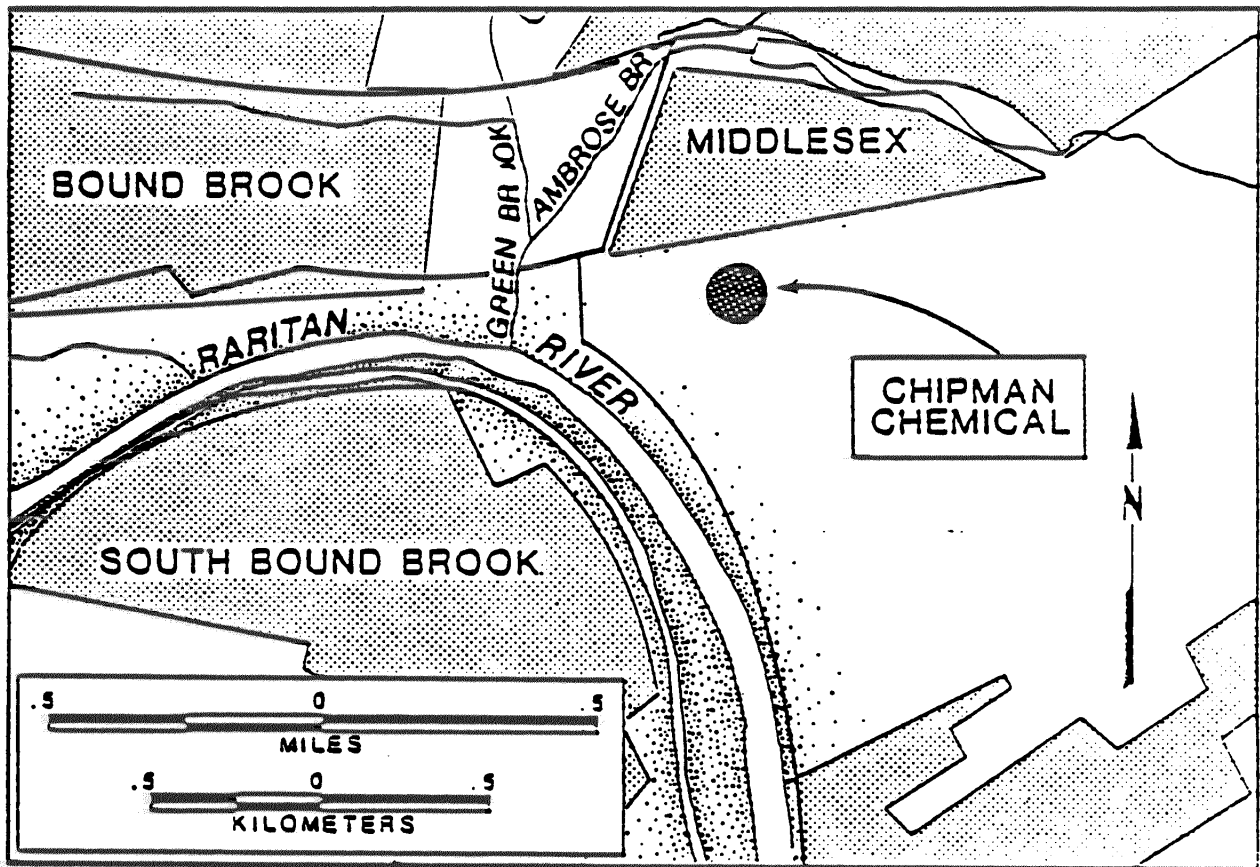 AMBROSE BR
MIDDLESEX
BOUND BROOK
GREEN BR OK
RARITAN
RIVER
CHIPMAN
CHEMICAL
N
SOUTH BOUND BROOK
.5 0 .5
MILES
.5 0 .5
KILOMETERS